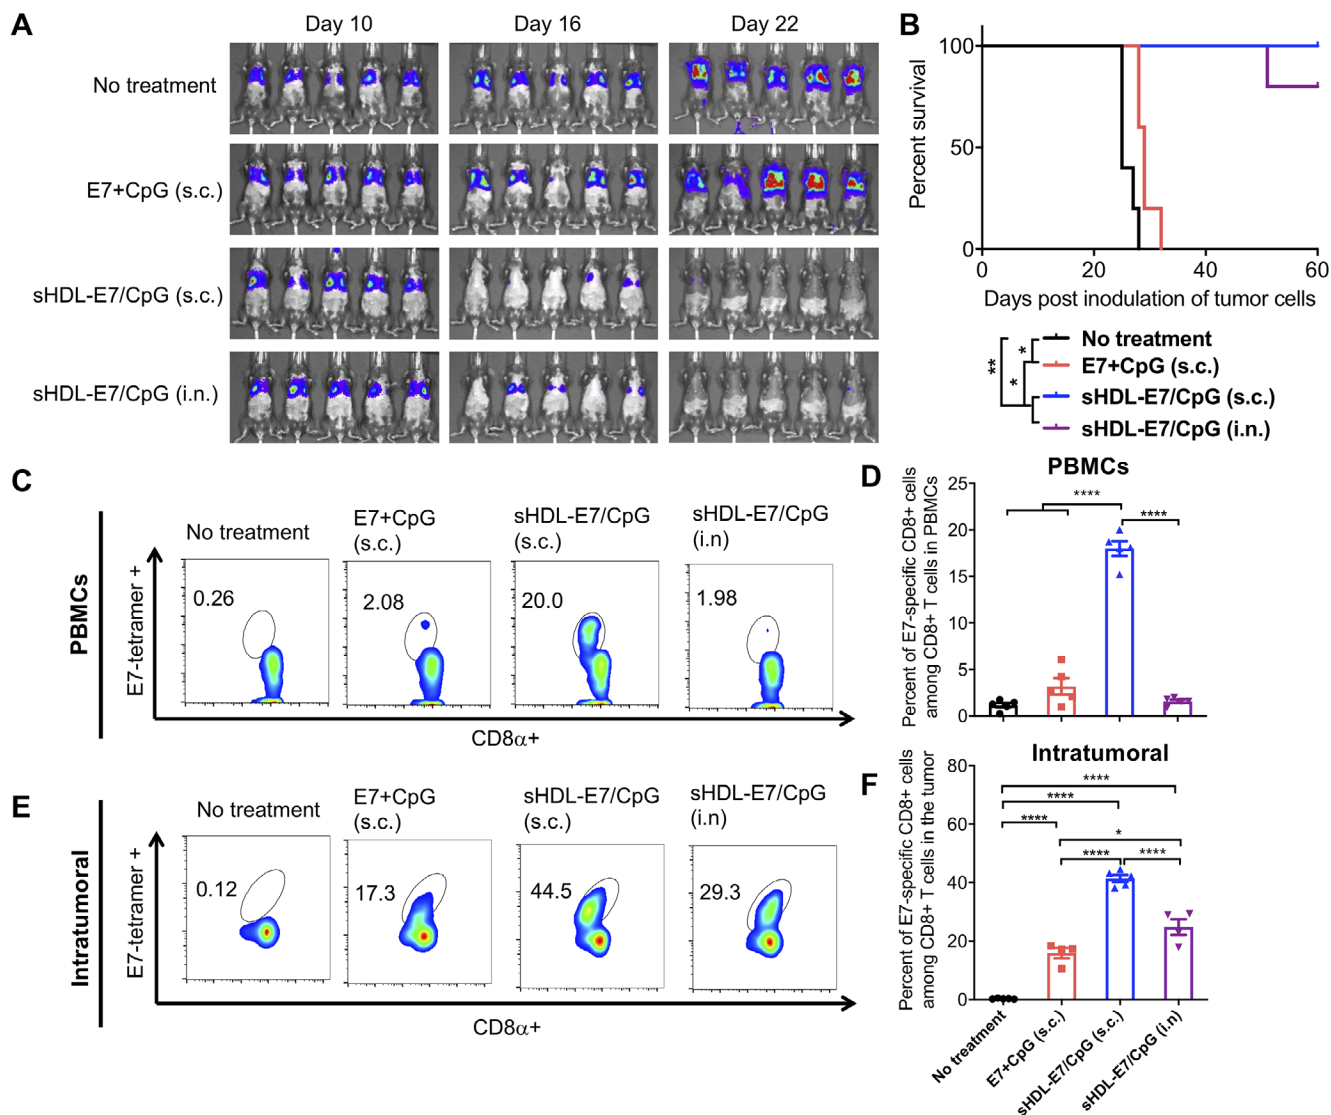 A
Day 10
Day 16
Day 22
No treatment
E7+CpG (s.c.)
sHDL-E7/CpG (s.c.)
sHDL-E7/CpG (i.n.)
B
Percent survival
100
50
0
0
20
40
60
Days post inodulation of tumor cells
No treatment
E7+CpG (s.c.)
sHDL-E7/CpG (s.c.)
sHDL-E7/CpG (i.n.)
**
*
*
C
PBMCs
E7-tetramer +
No treatment
E7+CpG
(s.c.)
sHDL-E7/CpG
(s.c.)
sHDL-E7/CpG
(i.n)
0.26
2.08
20.0
1.98
CD8α+
D
PBMCs
Percent of E7-specific CD8+ cells
among CD8+ T cells in PBMCs
25
20
15
10
5
0
****
****
E
Intratumoral
E7-tetramer +
No treatment
E7+CpG
(s.c.)
sHDL-E7/CpG
(s.c.)
sHDL-E7/CpG
(i.n)
0.12
17.3
44.5
29.3
CD8α+
F
Intratumoral
Percent of E7-specific CD8+ cells
among CD8+ T cells in the tumor
80
60
40
20
0
****
****
****
*
****
****
No treatment
E7+CpG (s.c.)
sHDL-E7/CpG (s.c.)
sHDL-E7/CpG (i.n)